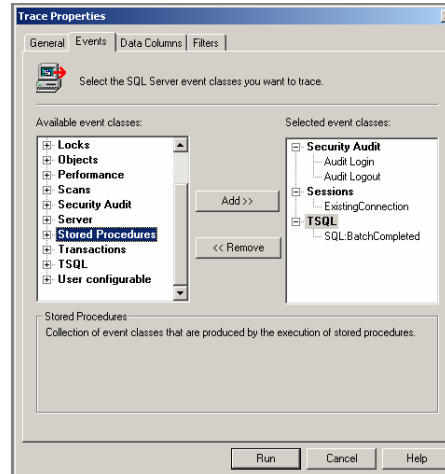 Trace Properties
General Events Data Columns Filters
Select the SQL Server event classes you want to trace.
Available event classes:
Locks
Objects
Performance
Scans
Security Audit
Server
Stored Procedures
Transactions
TSQL
User configurable
Add >>
<< Remove
Selected event classes:
Security Audit
Audit Login
Audit Logout
Sessions
ExistingConnection
TSQL
SQL:BatchCompleted
Stored Procedures
Collection of event classes that are produced by the execution of stored procedures.
Run Cancel Help